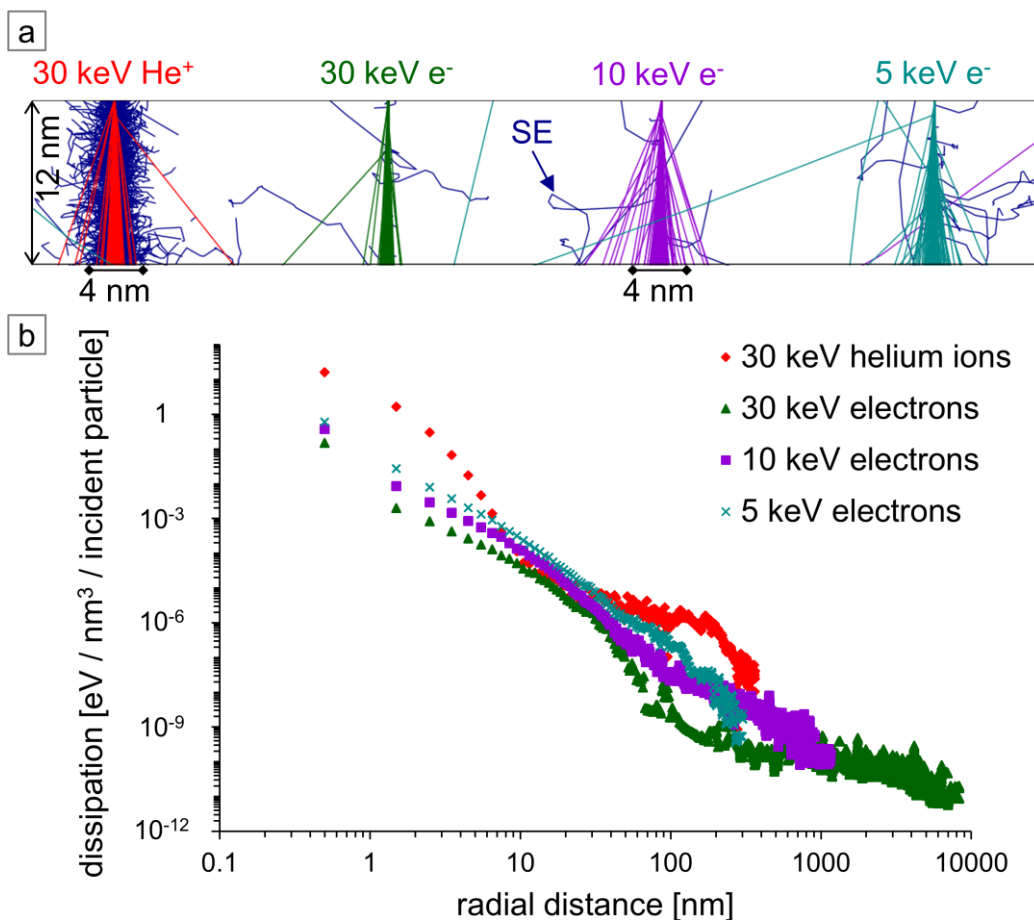 a
30 keV He⁺ 30 keV e⁻ 10 keV e⁻ 5 keV e⁻
12 nm
SE
4 nm 4 nm
b
dissipation [eV / nm³ / incident particle]
1
10⁻³
10⁻⁶
10⁻⁹
10⁻¹²
30 keV helium ions
30 keV electrons
10 keV electrons
5 keV electrons
0.1 1 10 100 1000 10000
radial distance [nm]